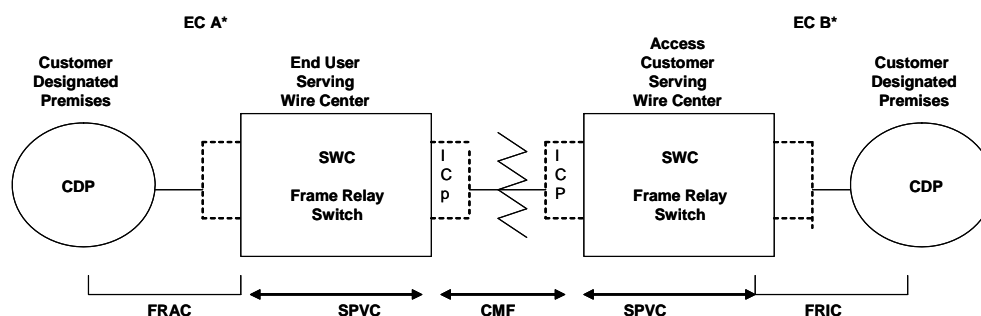 EC A*
EC B*
Customer
Designated
Premises
End User
Serving
Wire Center
Access
Customer
Serving
Wire Center
Customer
Designated
Premises
CDP
SWC
Frame Relay
Switch
I
C
p
I
C
P
SWC
Frame Relay
Switch
CDP
FRAC
SPVC
CMF
SPVC
FRIC